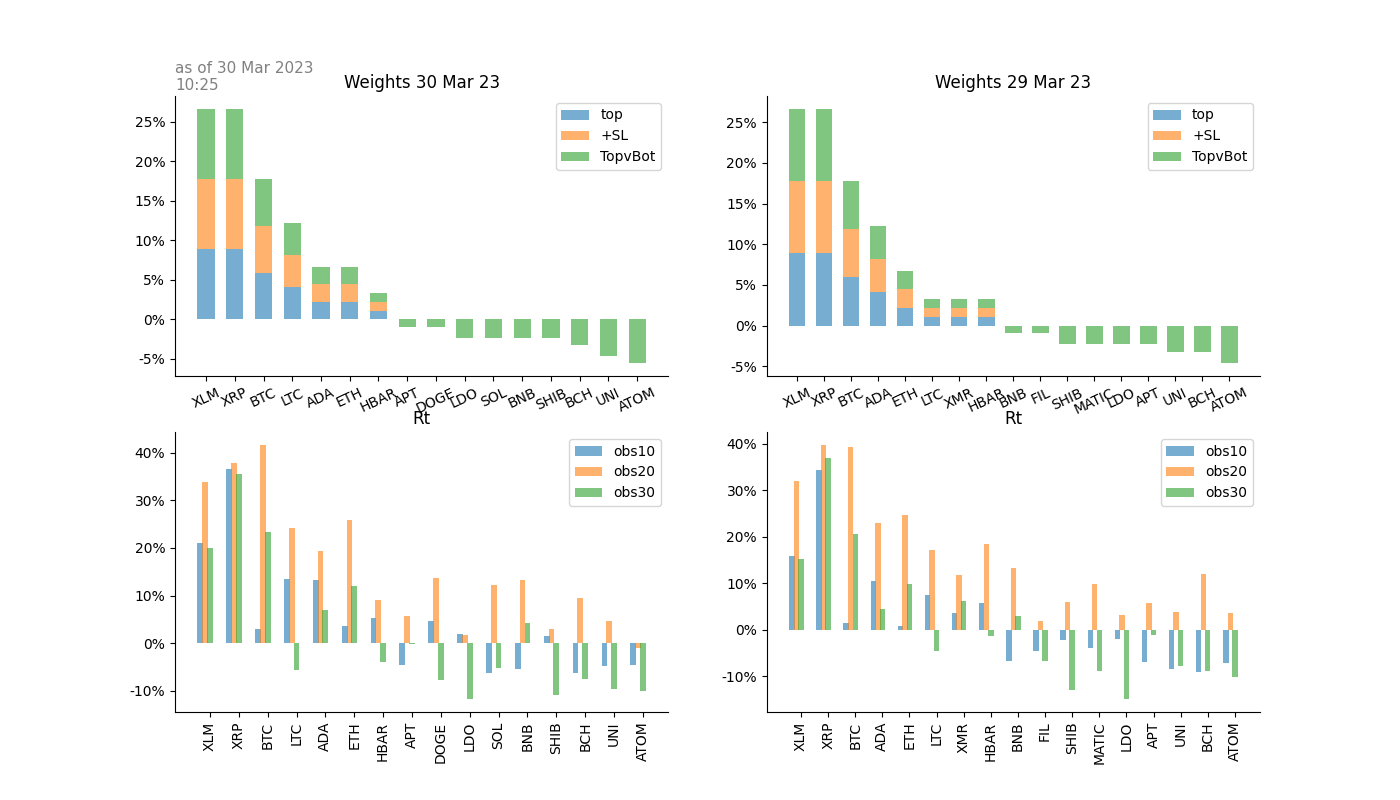 as of 30 Mar 2023
10:25
Weights 30 Mar 23
25%
20%
15%
10%
5%
0%
-5%
top
+SL
TopvBot
XLM XRP BTC LTC ADA ETH HBAR APT DOGE LDO SOL BNB SHIB BCH UNI ATOM
Weights 29 Mar 23
25%
20%
15%
10%
5%
0%
-5%
top
+SL
TopvBot
XLM XRP BTC ADA ETH LTC XMR HBAR BNB FIL SHIB MATIC LDO APT UNI BCH ATOM
Rt
40%
30%
20%
10%
0%
-10%
obs10
obs20
obs30
XLM XRP BTC LTC ADA ETH HBAR APT DOGE LDO SOL BNB SHIB BCH UNI ATOM
Rt
40%
30%
20%
10%
0%
-10%
obs10
obs20
obs30
XLM XRP BTC ADA ETH LTC XMR HBAR BNB FIL SHIB MATIC LDO APT UNI BCH ATOM